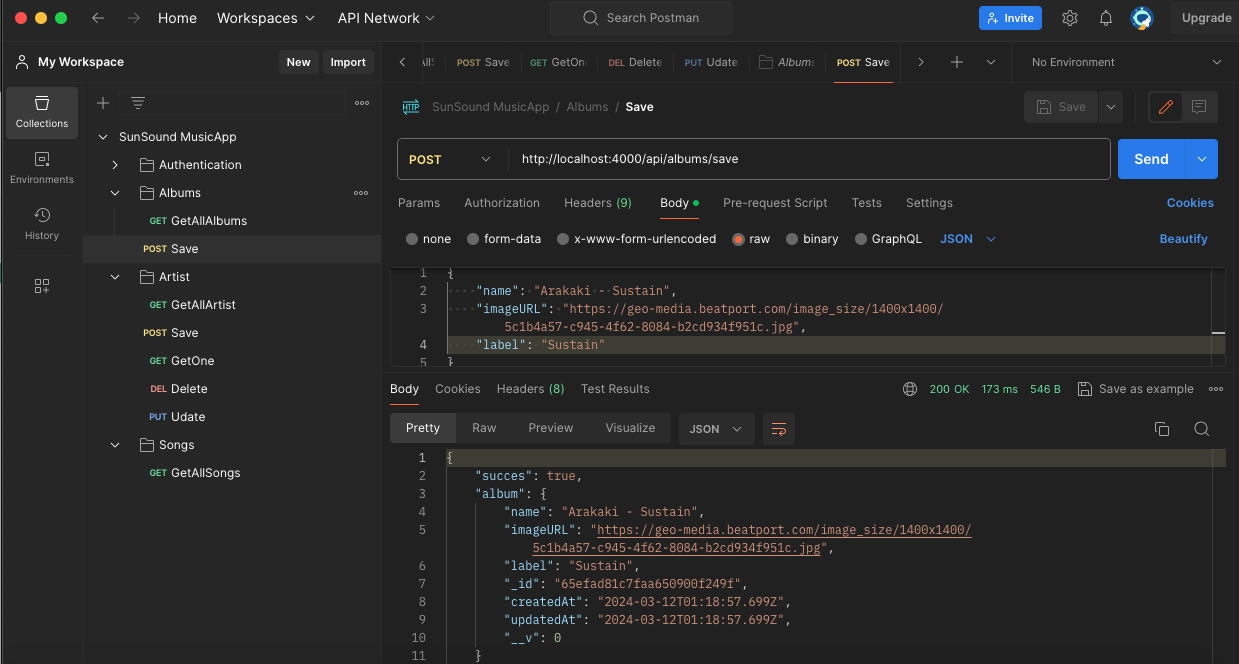 Home Workspaces API Network Search Postman Invite Upgrade
My Workspace New Import POST Save GET GetOn DEL Delete PUT Udate Albums POST Save No Environment
Collections
Environments
History
SunSound MusicApp
Authentication
Albums
GET GetAllAlbums
POST Save
Artist
GET GetAllArtist
POST Save
GET GetOne
DEL Delete
PUT Udate
Songs
GET GetAllSongs
HTTP SunSound MusicApp / Albums / Save Save
POST http://localhost:4000/api/albums/save Send
Params Authorization Headers (9) Body Pre-request Script Tests Settings Cookies
none form-data x-www-form-urlencoded raw binary GraphQL JSON Beautify
1 {
2 "name": "Arakaki - Sustain",
3 "imageURL": "https://geo-media.beatport.com/image_size/1400x1400/
5c1b4a57-c945-4f62-8084-b2cd934f951c.jpg",
4 "label": "Sustain"
5 }
Body Cookies Headers (8) Test Results 200 OK 173 ms 546 B Save as example
Pretty Raw Preview Visualize JSON
1 {
2 "succes": true,
3 "album": {
4 "name": "Arakaki - Sustain",
5 "imageURL": "https://geo-media.beatport.com/image_size/1400x1400/
5c1b4a57-c945-4f62-8084-b2cd934f951c.jpg",
6 "label": "Sustain",
7 "_id": "65efad81c7faa650900f249f",
8 "createdAt": "2024-03-12T01:18:57.699Z",
9 "updatedAt": "2024-03-12T01:18:57.699Z",
10 "__v": 0
11 }